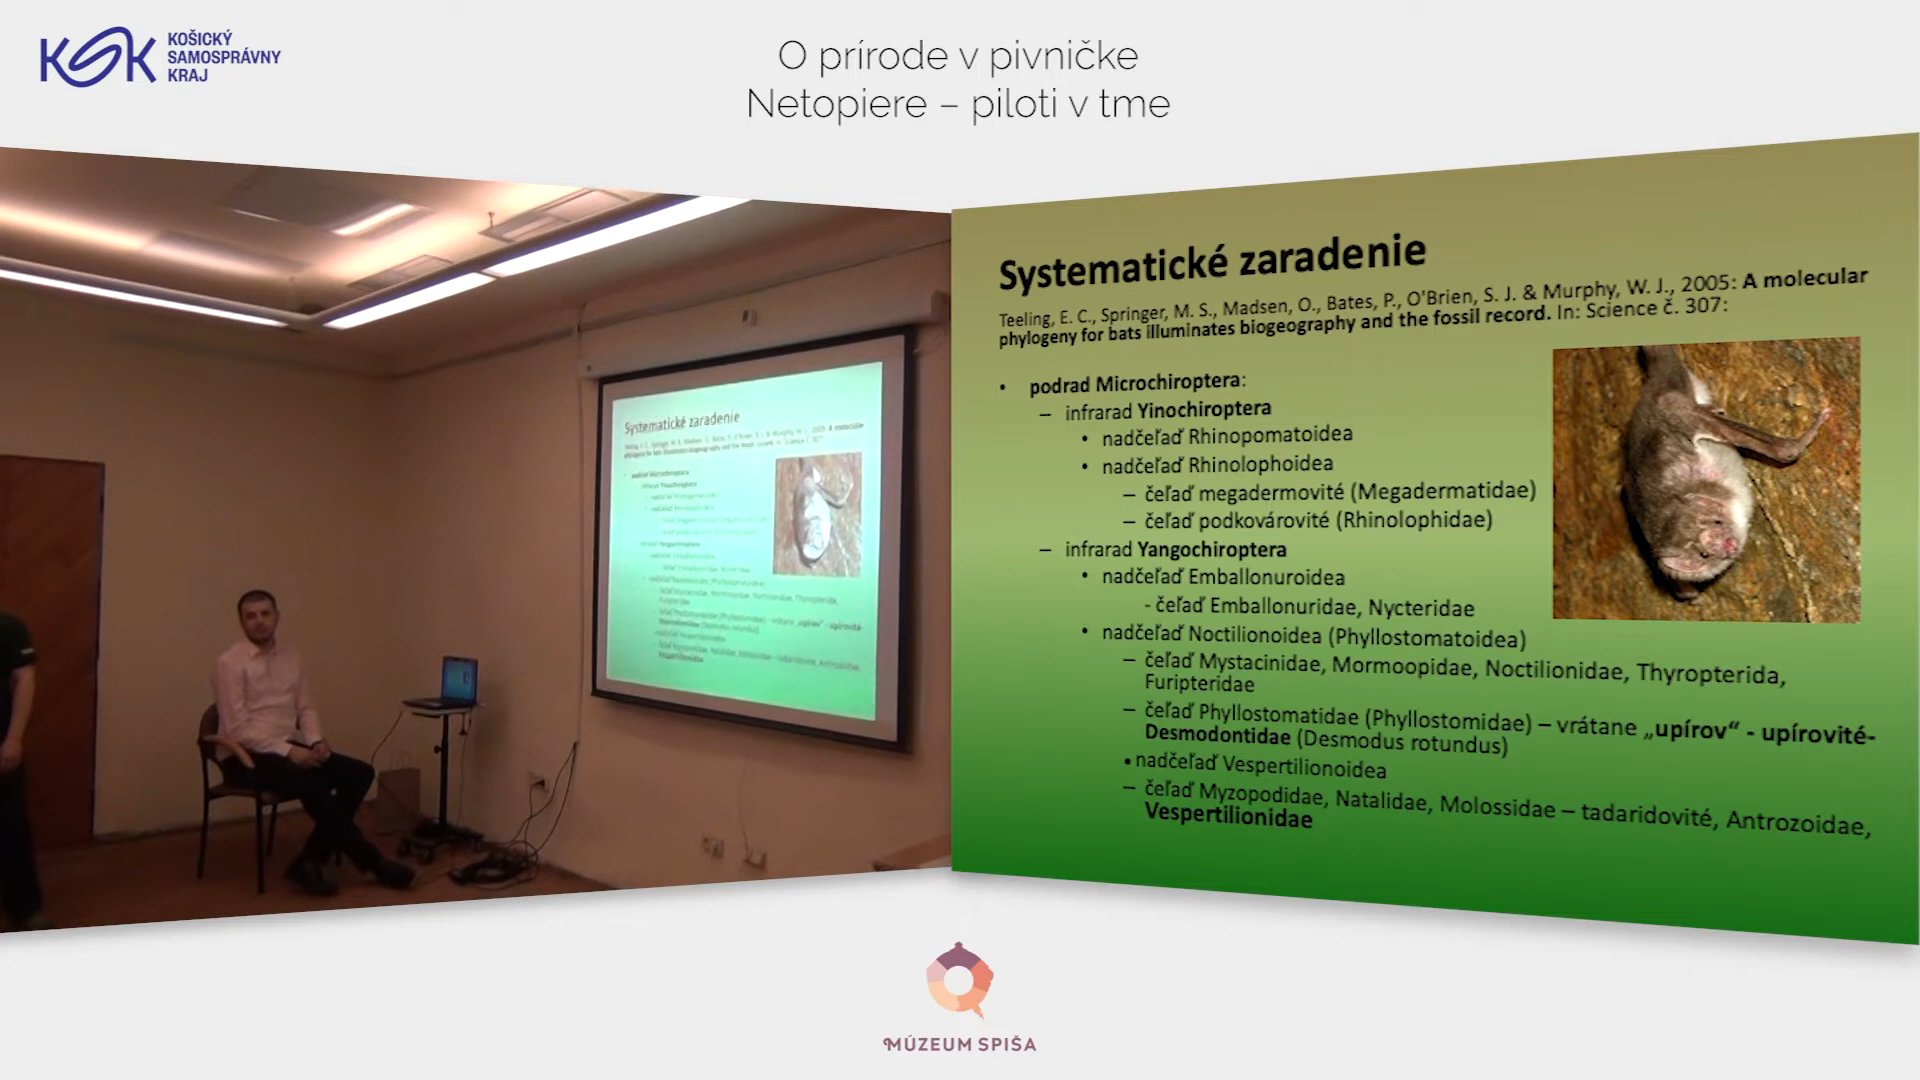 KSK KOŠICKÝ
SAMOSPRÁVNY
KRAJ
O prírode v pivničke
Netopiere – piloti v tme
Systematické zaradenie
Systematické zaradenie
Teeling, E. C., Springer, M. S., Madsen, O., Bates, P., O'Brien, S. J. & Murphy, W. J., 2005: A molecular
phylogeny for bats illuminates biogeography and the fossil record. In: Science č. 307:
• podrad Microchiroptera:
– infrarad Yinochiroptera
• nadčeľaď Rhinopomatoidea
• nadčeľaď Rhinolophoidea
– čeľaď megadermovité (Megadermatidae)
– čeľaď podkovárovité (Rhinolophidae)
– infrarad Yangochiroptera
• nadčeľaď Emballonuroidea
- čeľaď Emballonuridae, Nycteridae
• nadčeľaď Noctilionoidea (Phyllostomatoidea)
– čeľaď Mystacinidae, Mormoopidae, Noctilionidae, Thyropterida,
Furipteridae
– čeľaď Phyllostomatidae (Phyllostomidae) – vrátane „upírov“ - upírovité-
Desmodontidae (Desmodus rotundus)
• nadčeľaď Vespertilionoidea
– čeľaď Myzopodidae, Natalidae, Molossidae – tadaridovité, Antrozoidae,
Vespertilionidae
MÚZEUM SPIŠA